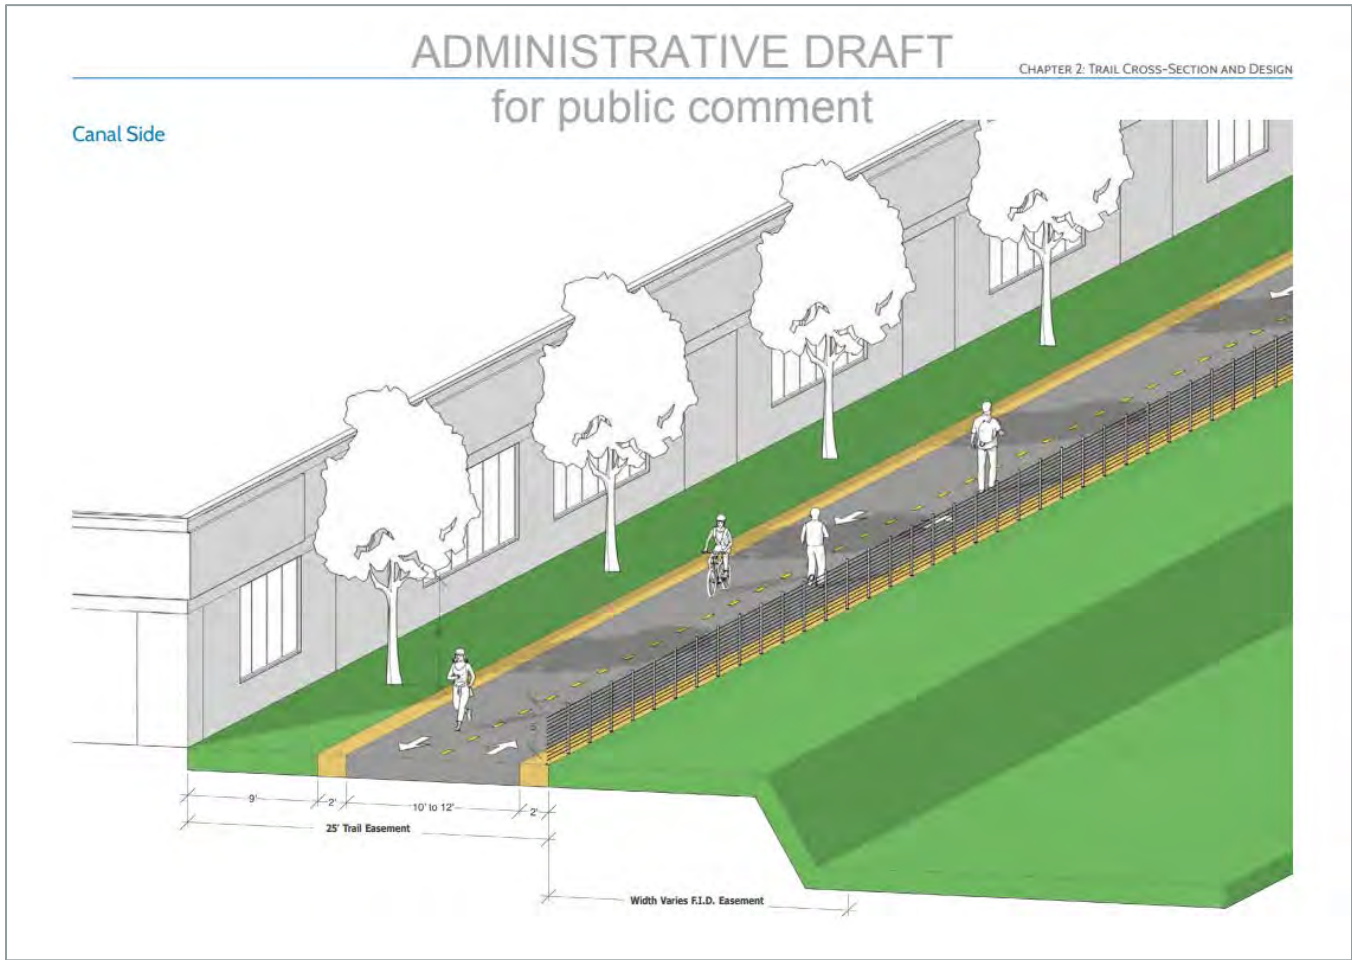 ADMINISTRATIVE DRAFT
CHAPTER 2: TRAIL CROSS-SECTION AND DESIGN
for public comment
Canal Side
9'
2'
10' to 12'
2'
25' Trail Easement
Width Varies F.I.D. Easement